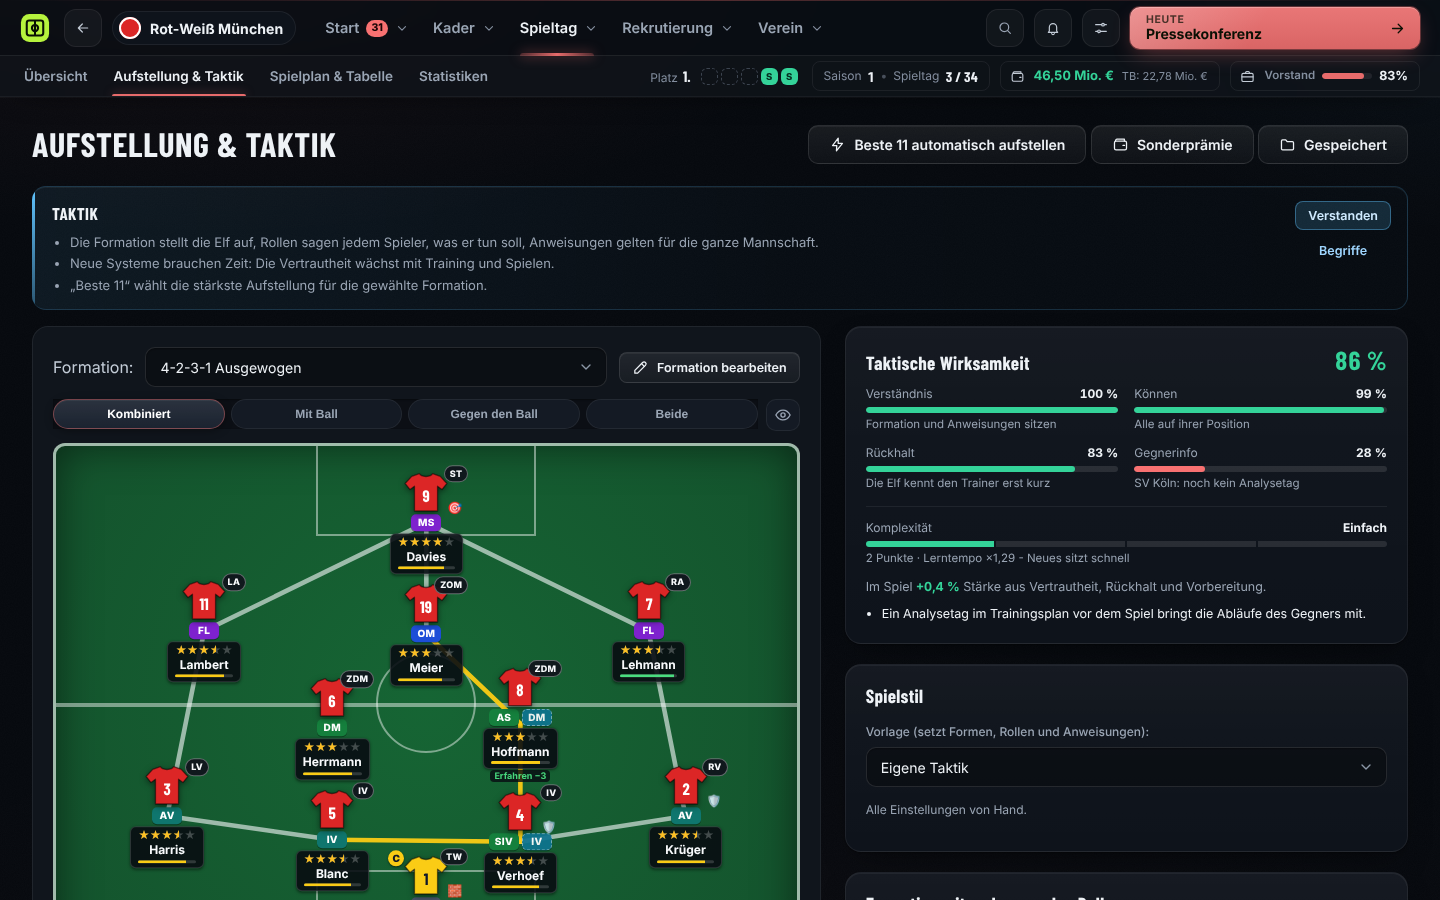 Rot-Weiß München
Start 31
Kader
Spieltag
Rekrutierung
Verein
HEUTE
Pressekonferenz
Übersicht
Aufstellung & Taktik
Spielplan & Tabelle
Statistiken
Platz 1.
S S
Saison 1 • Spieltag 3 / 34
46,50 Mio. € TB: 22,78 Mio. €
Vorstand 83%
AUFSTELLUNG & TAKTIK
Beste 11 automatisch aufstellen
Sonderprämie
Gespeichert
TAKTIK
• Die Formation stellt die Elf auf, Rollen sagen jedem Spieler, was er tun soll, Anweisungen gelten für die ganze Mannschaft.
• Neue Systeme brauchen Zeit: Die Vertrautheit wächst mit Training und Spielen.
• „Beste 11“ wählt die stärkste Aufstellung für die gewählte Formation.
Verstanden
Begriffe
Formation:
4-2-3-1 Ausgewogen
Formation bearbeiten
Kombiniert
Mit Ball
Gegen den Ball
Beide
ST
9
MS
Davies
LA
11
FL
Lambert
ZOM
19
OM
Meier
RA
7
FL
Lehmann
ZDM
6
DM
Herrmann
ZDM
8
AS DM
Hoffmann
Erfahren −3
LV
3
AV
Harris
IV
5
IV
Blanc
IV
4
SIV IV
Verhoef
RV
2
AV
Krüger
C
TW
1
Taktische Wirksamkeit
86 %
Verständnis 100 %
Formation und Anweisungen sitzen
Können 99 %
Alle auf ihrer Position
Rückhalt 83 %
Die Elf kennt den Trainer erst kurz
Gegnerinfo 28 %
SV Köln: noch kein Analysetag
Komplexität Einfach
2 Punkte · Lerntempo ×1,29 - Neues sitzt schnell
Im Spiel +0,4 % Stärke aus Vertrautheit, Rückhalt und Vorbereitung.
• Ein Analysetag im Trainingsplan vor dem Spiel bringt die Abläufe des Gegners mit.
Spielstil
Vorlage (setzt Formen, Rollen und Anweisungen):
Eigene Taktik
Alle Einstellungen von Hand.